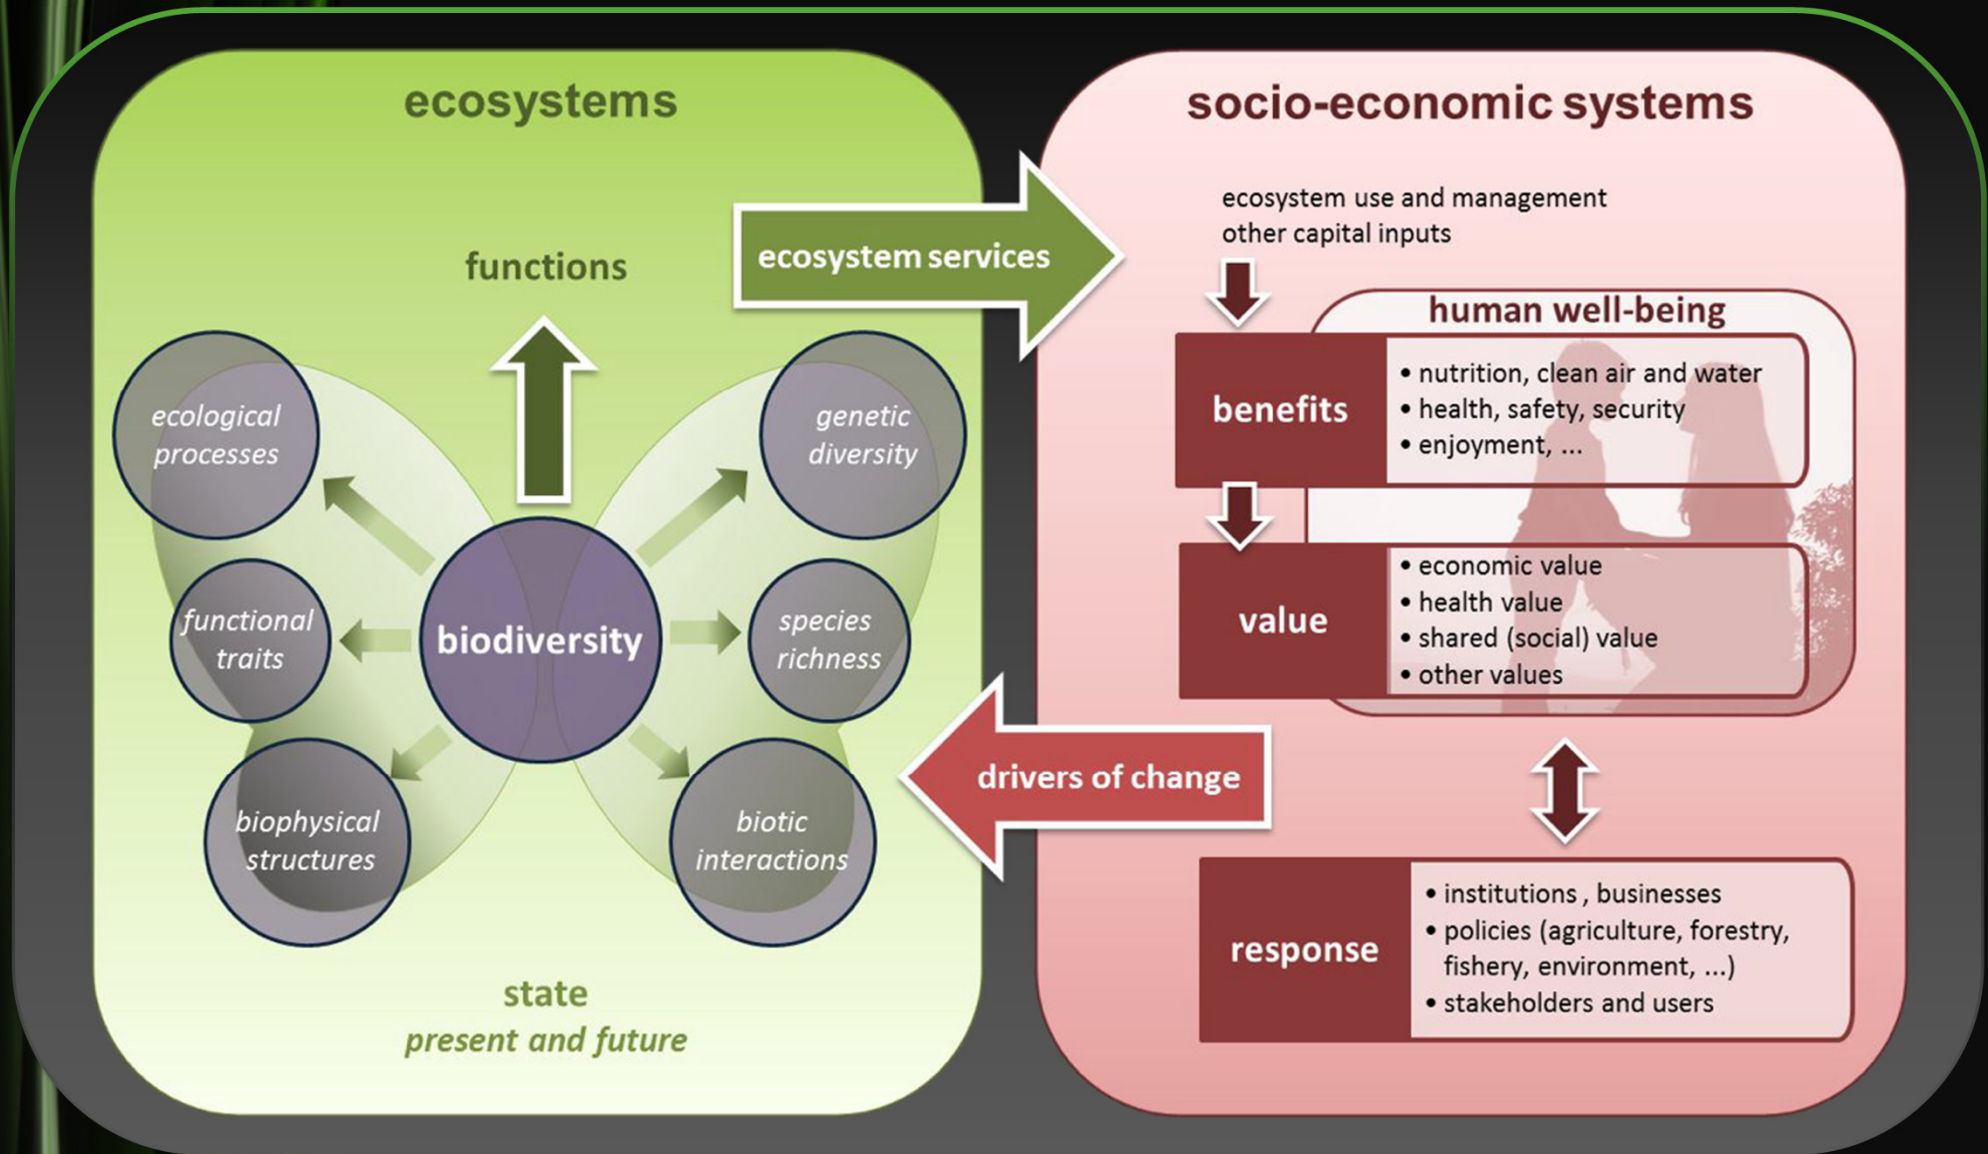 ecosystems
functions
ecosystem services
ecological
processes
genetic
diversity
functional
traits
biodiversity
species
richness
biophysical
structures
biotic
interactions
state
present and future
drivers of change
socio-economic systems
ecosystem use and management
other capital inputs
human well-being
benefits
• nutrition, clean air and water
• health, safety, security
• enjoyment, ...
value
• economic value
• health value
• shared (social) value
• other values
response
• institutions , businesses
• policies (agriculture, forestry,
fishery, environment, ...)
• stakeholders and users